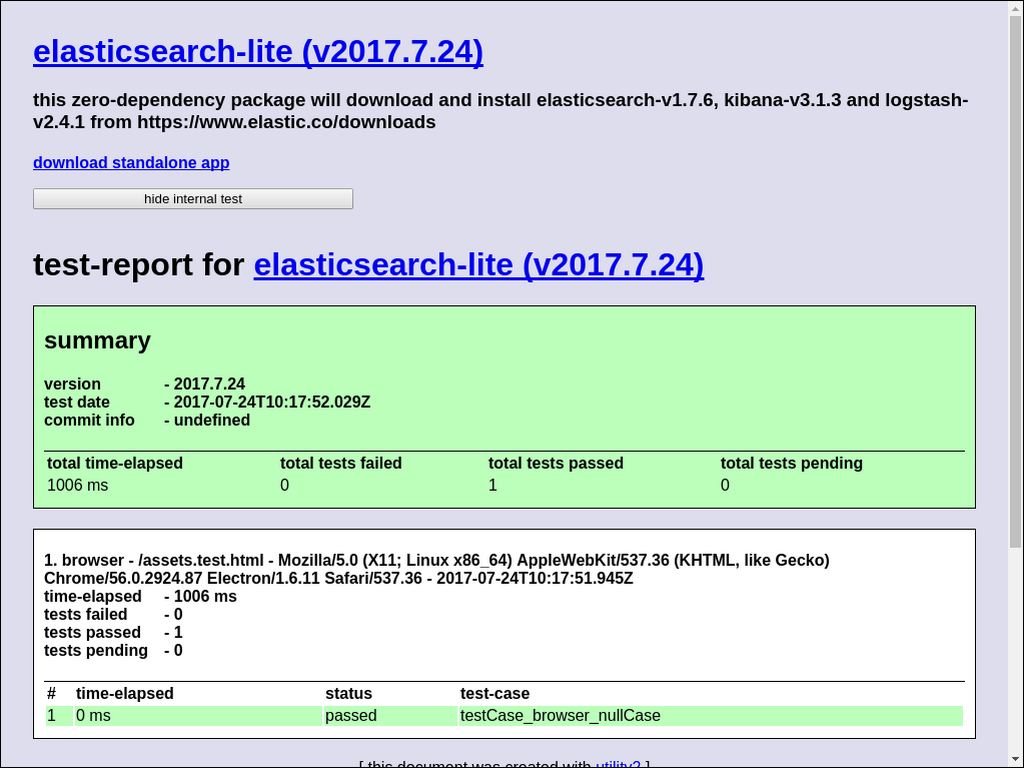 elasticsearch-lite (v2017.7.24)
this zero-dependency package will download and install elasticsearch-v1.7.6, kibana-v3.1.3 and logstash-
v2.4.1 from https://www.elastic.co/downloads
download standalone app
hide internal test
test-report for elasticsearch-lite (v2017.7.24)
summary
version - 2017.7.24
test date - 2017-07-24T10:17:52.029Z
commit info - undefined
total time-elapsed total tests failed total tests passed total tests pending
1006 ms 0 1 0
1. browser - /assets.test.html - Mozilla/5.0 (X11; Linux x86_64) AppleWebKit/537.36 (KHTML, like Gecko)
Chrome/56.0.2924.87 Electron/1.6.11 Safari/537.36 - 2017-07-24T10:17:51.945Z
time-elapsed - 1006 ms
tests failed - 0
tests passed - 1
tests pending - 0
# time-elapsed status test-case
1 0 ms passed testCase_browser_nullCase
[ this document was created with utility2 ]